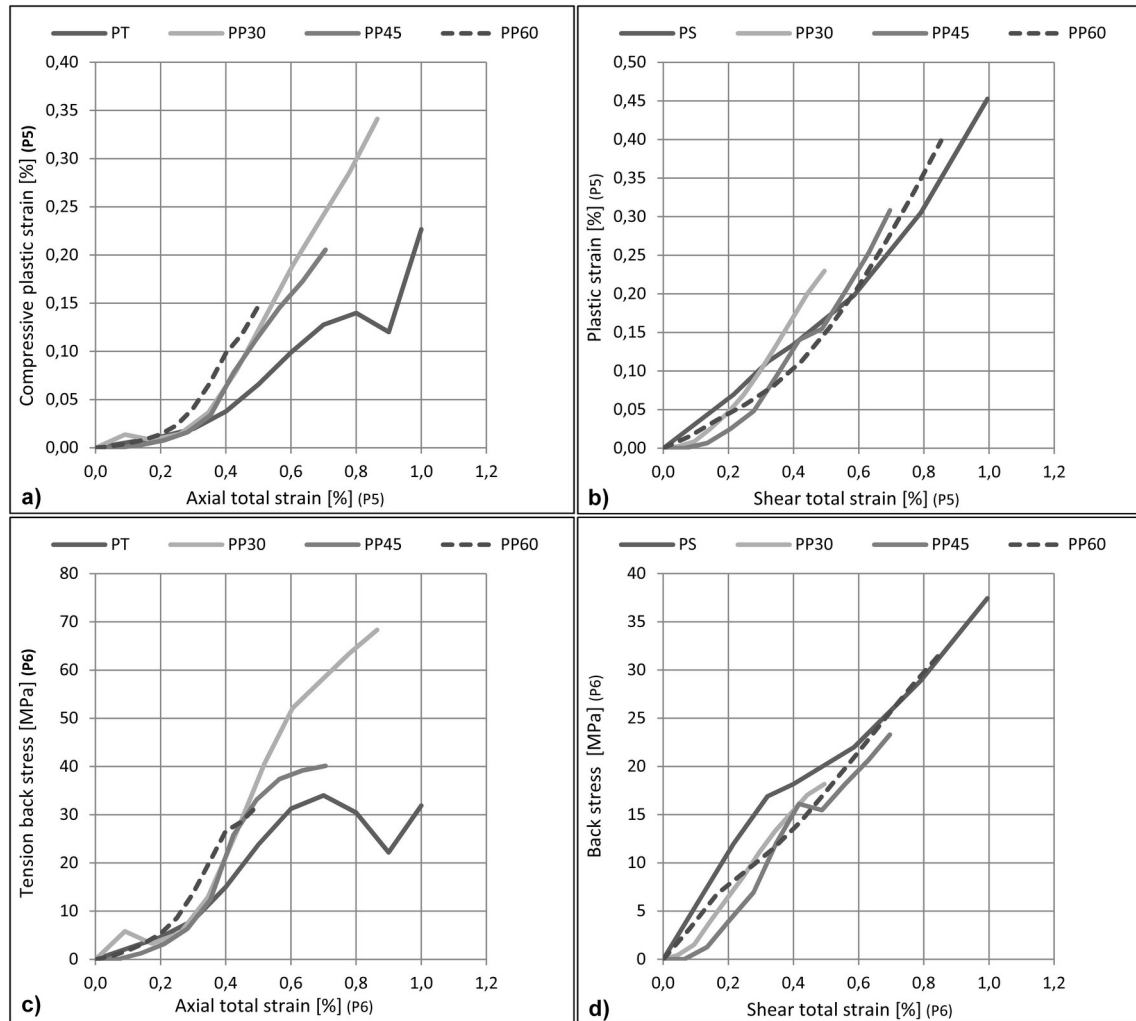 PT PP30 PP45 PP60
0,40
0,35
0,30
0,25
0,20
0,15
0,10
0,05
0,00
Compressive plastic strain [%] (P5)
0,0 0,2 0,4 0,6 0,8 1,0 1,2
a) Axial total strain [%] (P5)
PS PP30 PP45 PP60
0,50
0,45
0,40
0,35
0,30
0,25
0,20
0,15
0,10
0,05
0,00
Plastic strain [%] (P5)
0,0 0,2 0,4 0,6 0,8 1,0 1,2
b) Shear total strain [%] (P5)
PT PP30 PP45 PP60
80
70
60
50
40
30
20
10
0
Tension back stress [MPa] (P6)
0,0 0,2 0,4 0,6 0,8 1,0 1,2
c) Axial total strain [%] (P6)
PS PP30 PP45 PP60
40
35
30
25
20
15
10
5
0
Back stress [MPa] (P6)
0,0 0,2 0,4 0,6 0,8 1,0 1,2
d) Shear total strain [%] (P6)